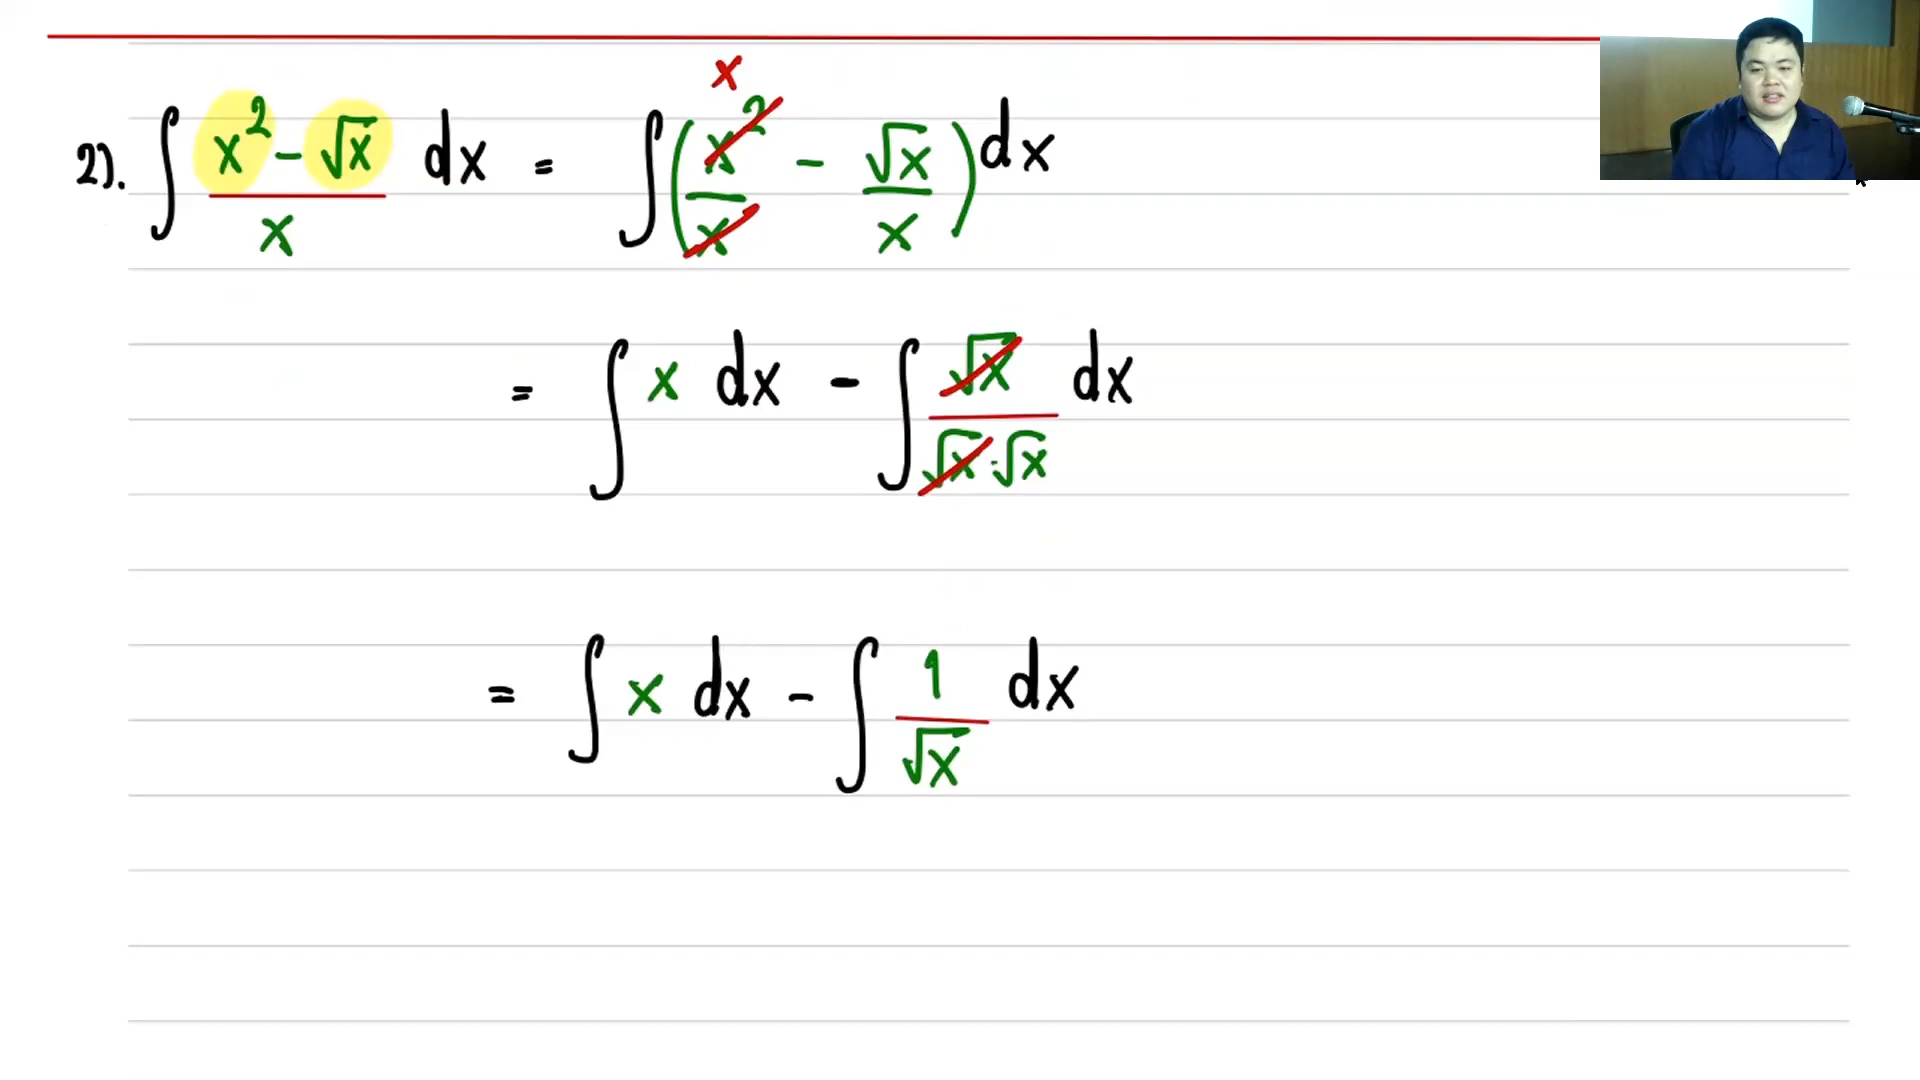 2). ∫ (x² - √x)/x dx = ∫ (x²/x - √x/x) dx
x
= ∫ x dx - ∫ √x/(√x·√x) dx
= ∫ x dx - ∫ 1/√x dx